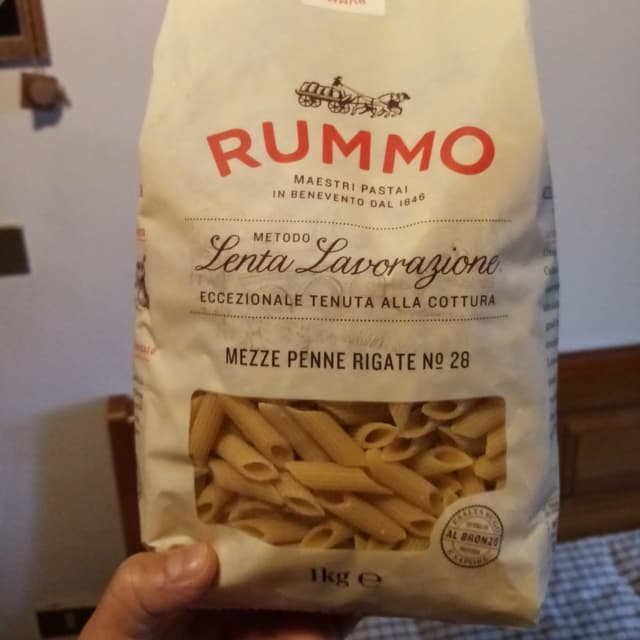 RUMMO
MAESTRI PASTAI
IN BENEVENTO DAL 1846
METODO
Lenta Lavorazione
ECCEZIONALE TENUTA ALLA COTTURA
MEZZE PENNE RIGATE Nº 28
AL BRONZO
1kg ℮